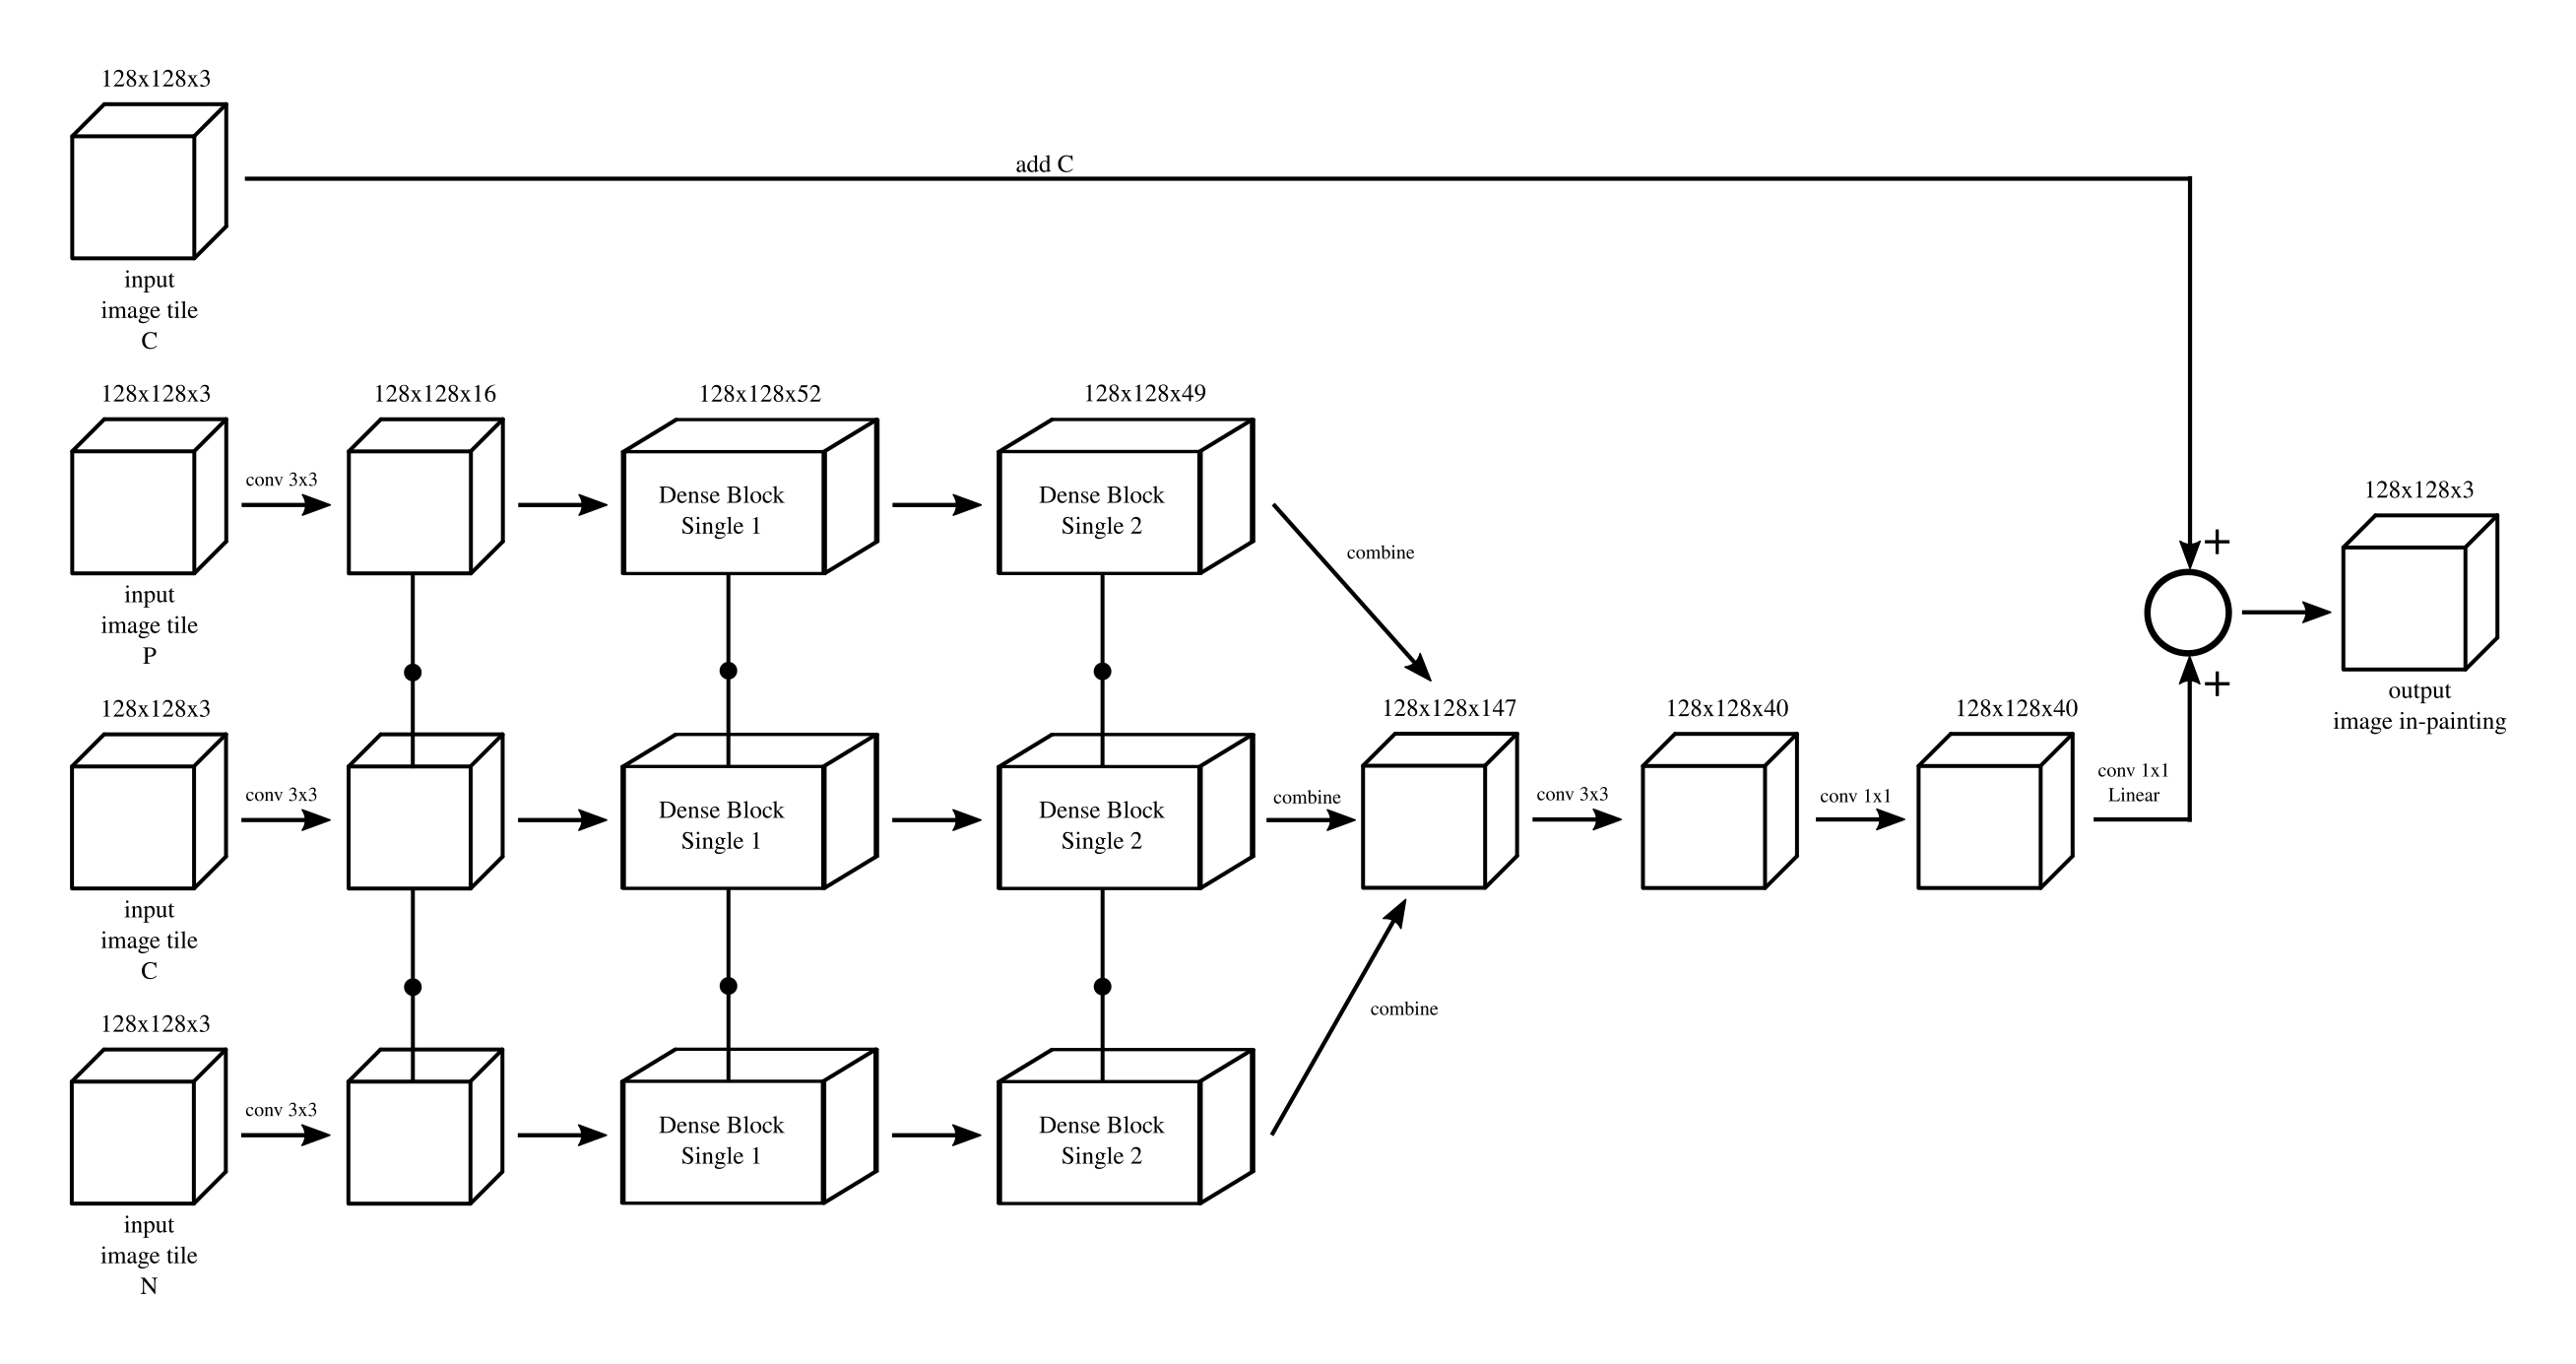 128x128x3
add C
input
image tile
C
128x128x3
128x128x16
128x128x52
128x128x49
conv 3x3
Dense Block
Single 1
Dense Block
Single 2
combine
input
image tile
P
128x128x3
+
+
output
image in-painting
128x128x3
128x128x147
128x128x40
128x128x40
conv 3x3
Dense Block
Single 1
Dense Block
Single 2
combine
conv 3x3
conv 1x1
conv 1x1
Linear
input
image tile
C
combine
128x128x3
conv 3x3
Dense Block
Single 1
Dense Block
Single 2
input
image tile
N